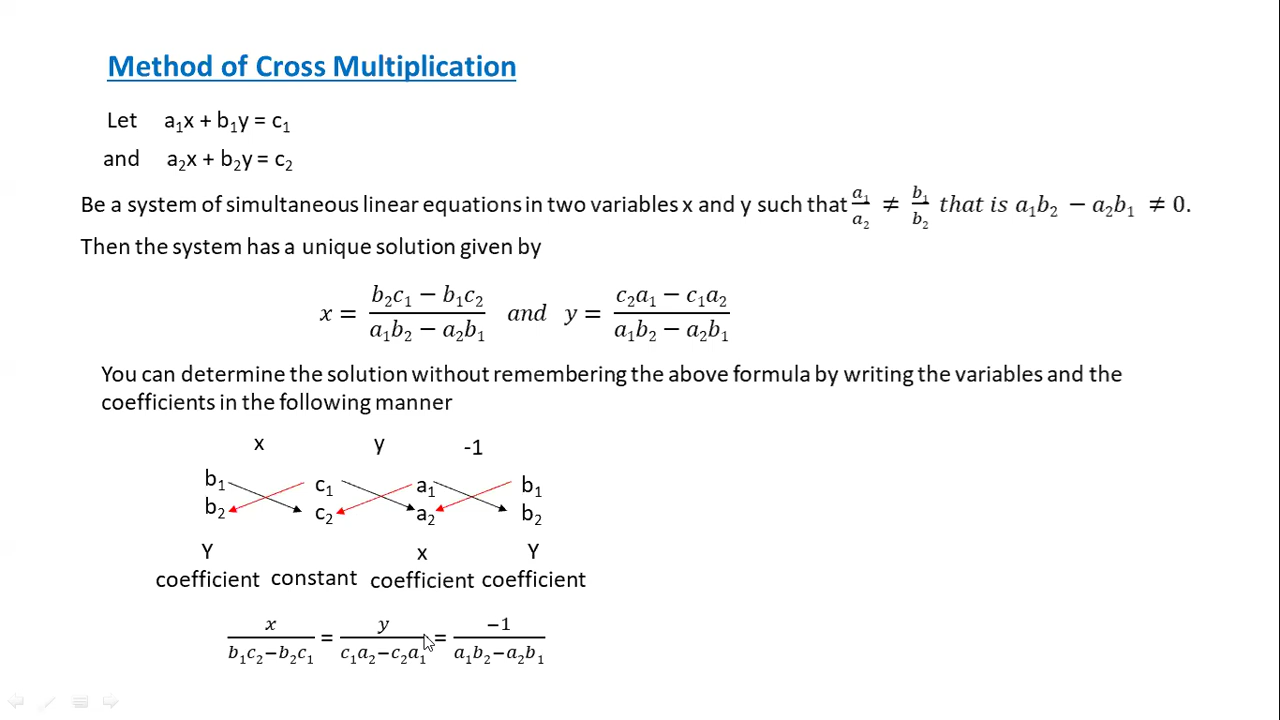 Method of Cross Multiplication
Let a₁x + b₁y = c₁
and a₂x + b₂y = c₂
Be a system of simultaneous linear equations in two variables x and y such that a₁/a₂ ≠ b₁/b₂ that is a₁b₂ − a₂b₁ ≠ 0.
Then the system has a unique solution given by
x = (b₂c₁ − b₁c₂)/(a₁b₂ − a₂b₁) and y = (c₂a₁ − c₁a₂)/(a₁b₂ − a₂b₁)
You can determine the solution without remembering the above formula by writing the variables and the
coefficients in the following manner
x y -1
b₁ c₁ a₁ b₁
b₂ c₂ a₂ b₂
Y x Y
coefficient constant coefficient coefficient
x/(b₁c₂−b₂c₁) = y/(c₁a₂−c₂a₁) = −1/(a₁b₂−a₂b₁)